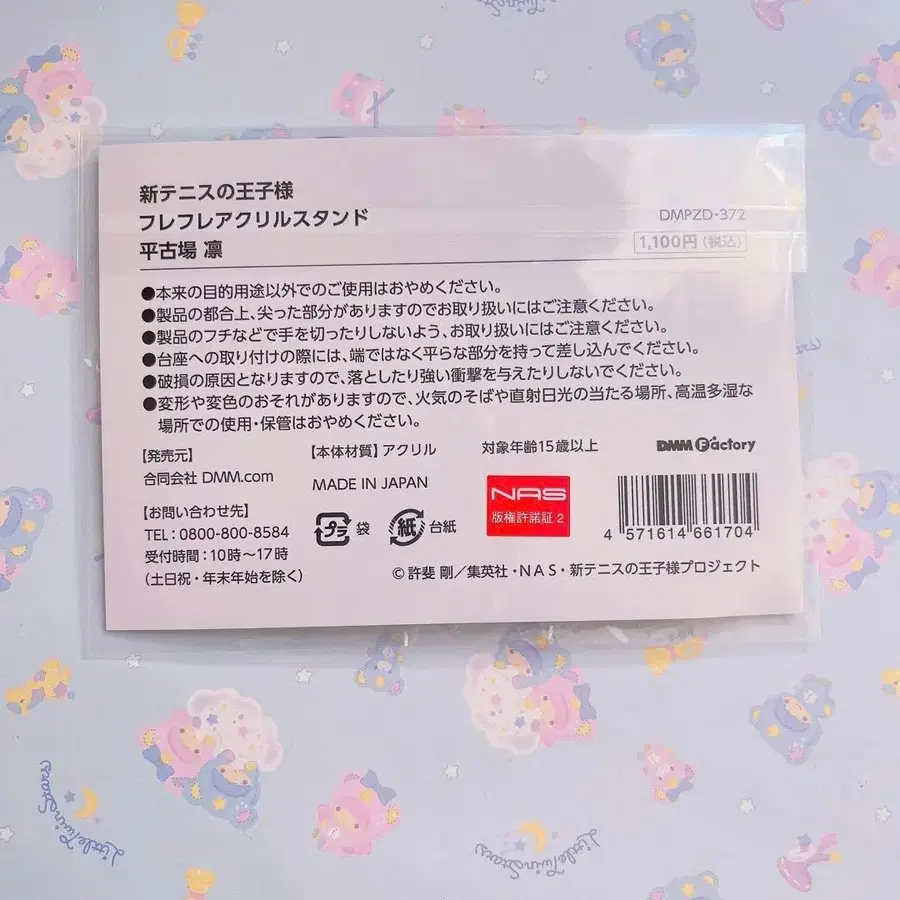 新テニスの王子様
フレフレアクリルスタンド
平古場 凛
DMPZD-372
1,100円(税込)
●本来の目的用途以外でのご使用はおやめください。
●製品の都合上、尖った部分がありますのでお取り扱いにはご注意ください。
●製品のフチなどで手を切ったりしないよう、お取り扱いにはご注意ください。
●台座への取り付けの際には、端ではなく平らな部分を持って差し込んでください。
●破損の原因となりますので、落としたり強い衝撃を与えたりしないでください。
●変形や変色のおそれがありますので、火気のそばや直射日光の当たる場所、高温多湿な
場所での使用・保管はおやめください。
【発売元】
合同会社 DMM.com
【お問い合わせ先】
TEL:0800-800-8584
受付時間:10時〜17時
(土日祝・年末年始を除く)
【本体材質】アクリル
MADE IN JAPAN
プラ 袋
紙 台紙
対象年齢15歳以上
NAS
版権許諾証 2
DMM Factory
4 571614 661704
©許斐 剛/集英社・NAS・新テニスの王子様プロジェクト
LittleTwinStars
LittleTwinStars
LittleTwinStars